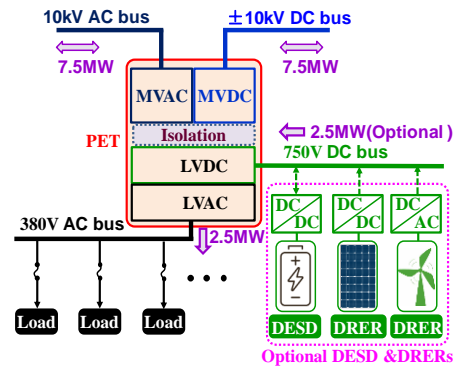 10kV AC bus
±10kV DC bus
7.5MW
7.5MW
MVAC
MVDC
Isolation
PET
2.5MW(Optional )
750V DC bus
LVDC
LVAC
380V AC bus
2.5MW
DC
DC
DC
DC
DC
AC
Load
Load
Load
DESD
DRER
DRER
Optional DESD &DRERs